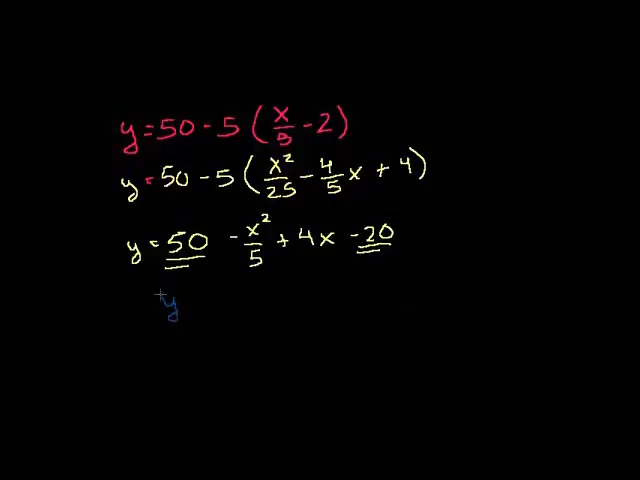 y = 50 - 5 (x/5 - 2)
y = 50 - 5 (x²/25 - 4/5 x + 4)
y = 50 - x²/5 + 4x - 20
y